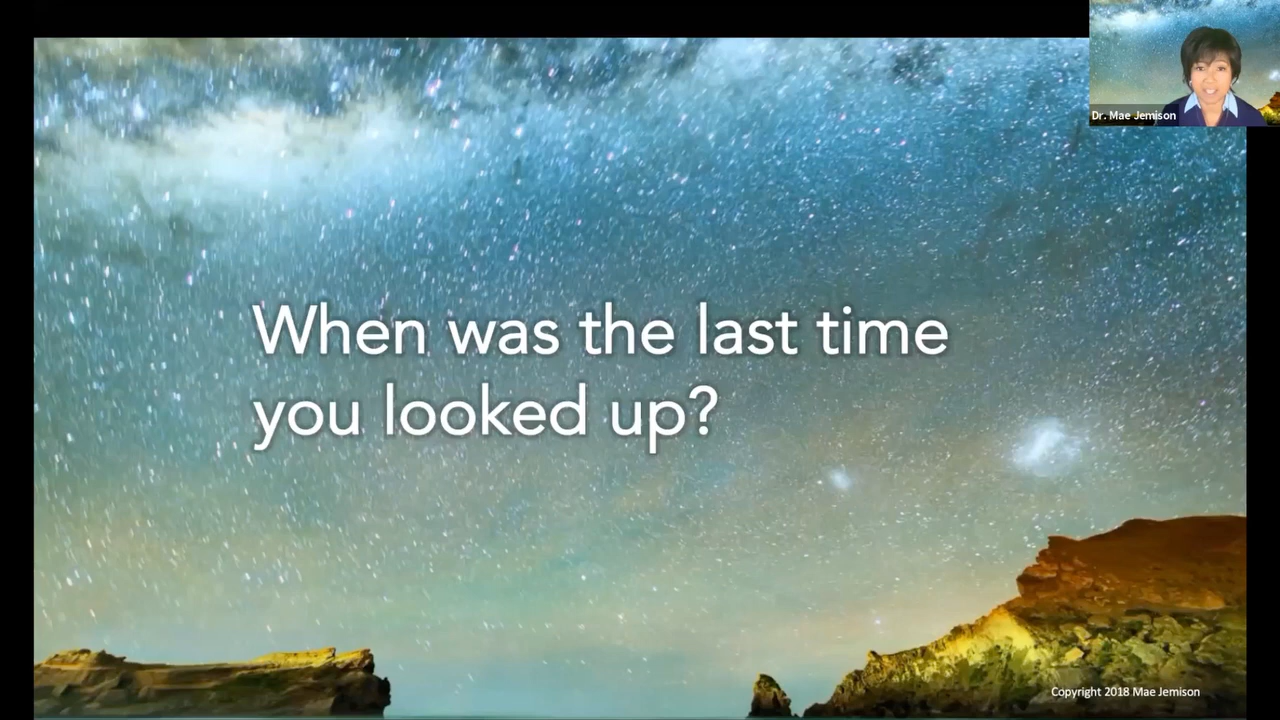 Dr. Mae Jemison
When was the last time
you looked up?
Copyright 2018 Mae Jemison